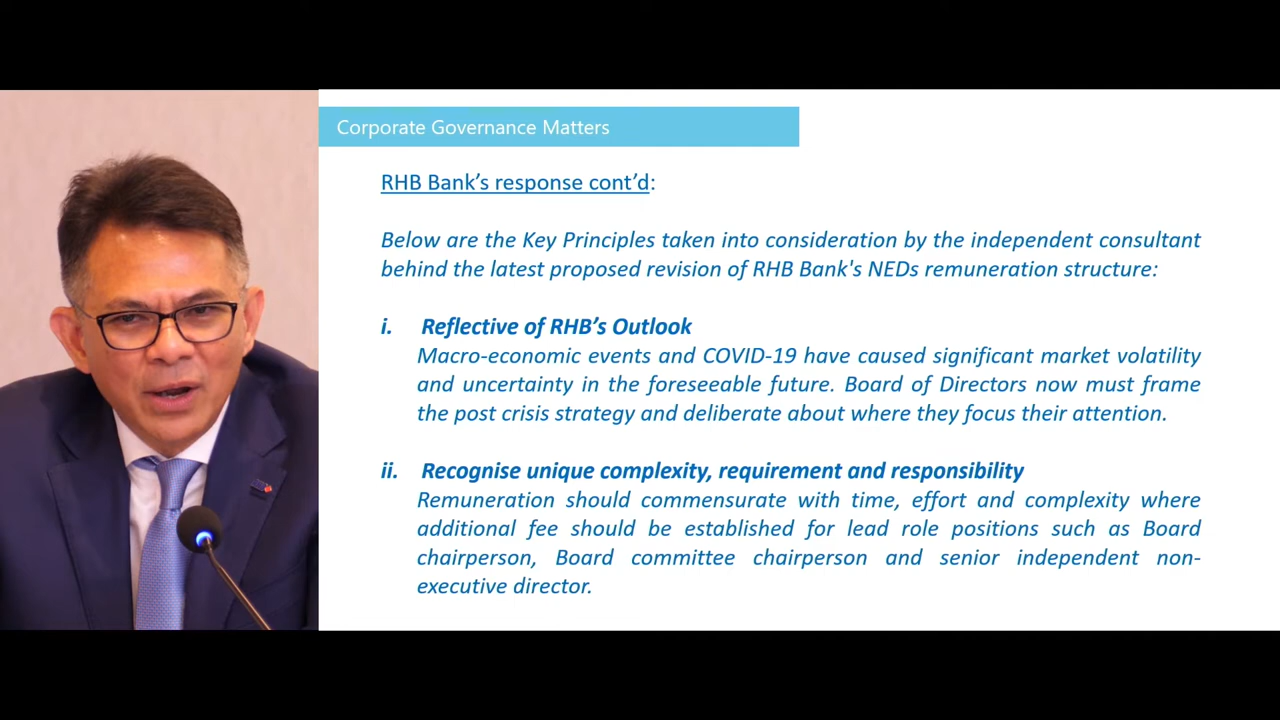 Corporate Governance Matters
RHB Bank’s response cont’d:
Below are the Key Principles taken into consideration by the independent consultant
behind the latest proposed revision of RHB Bank's NEDs remuneration structure:
i. Reflective of RHB’s Outlook
Macro-economic events and COVID-19 have caused significant market volatility
and uncertainty in the foreseeable future. Board of Directors now must frame
the post crisis strategy and deliberate about where they focus their attention.
ii. Recognise unique complexity, requirement and responsibility
Remuneration should commensurate with time, effort and complexity where
additional fee should be established for lead role positions such as Board
chairperson, Board committee chairperson and senior independent non-
executive director.